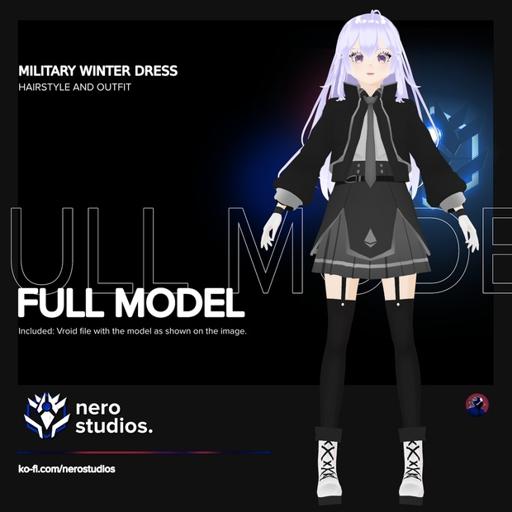 MILITARY WINTER DRESS
HAIRSTYLE AND OUTFIT
ULL MODE
FULL MODEL
Included: Vroid file with the model as shown on the image.
nero
studios.
ko-fi.com/nerostudios